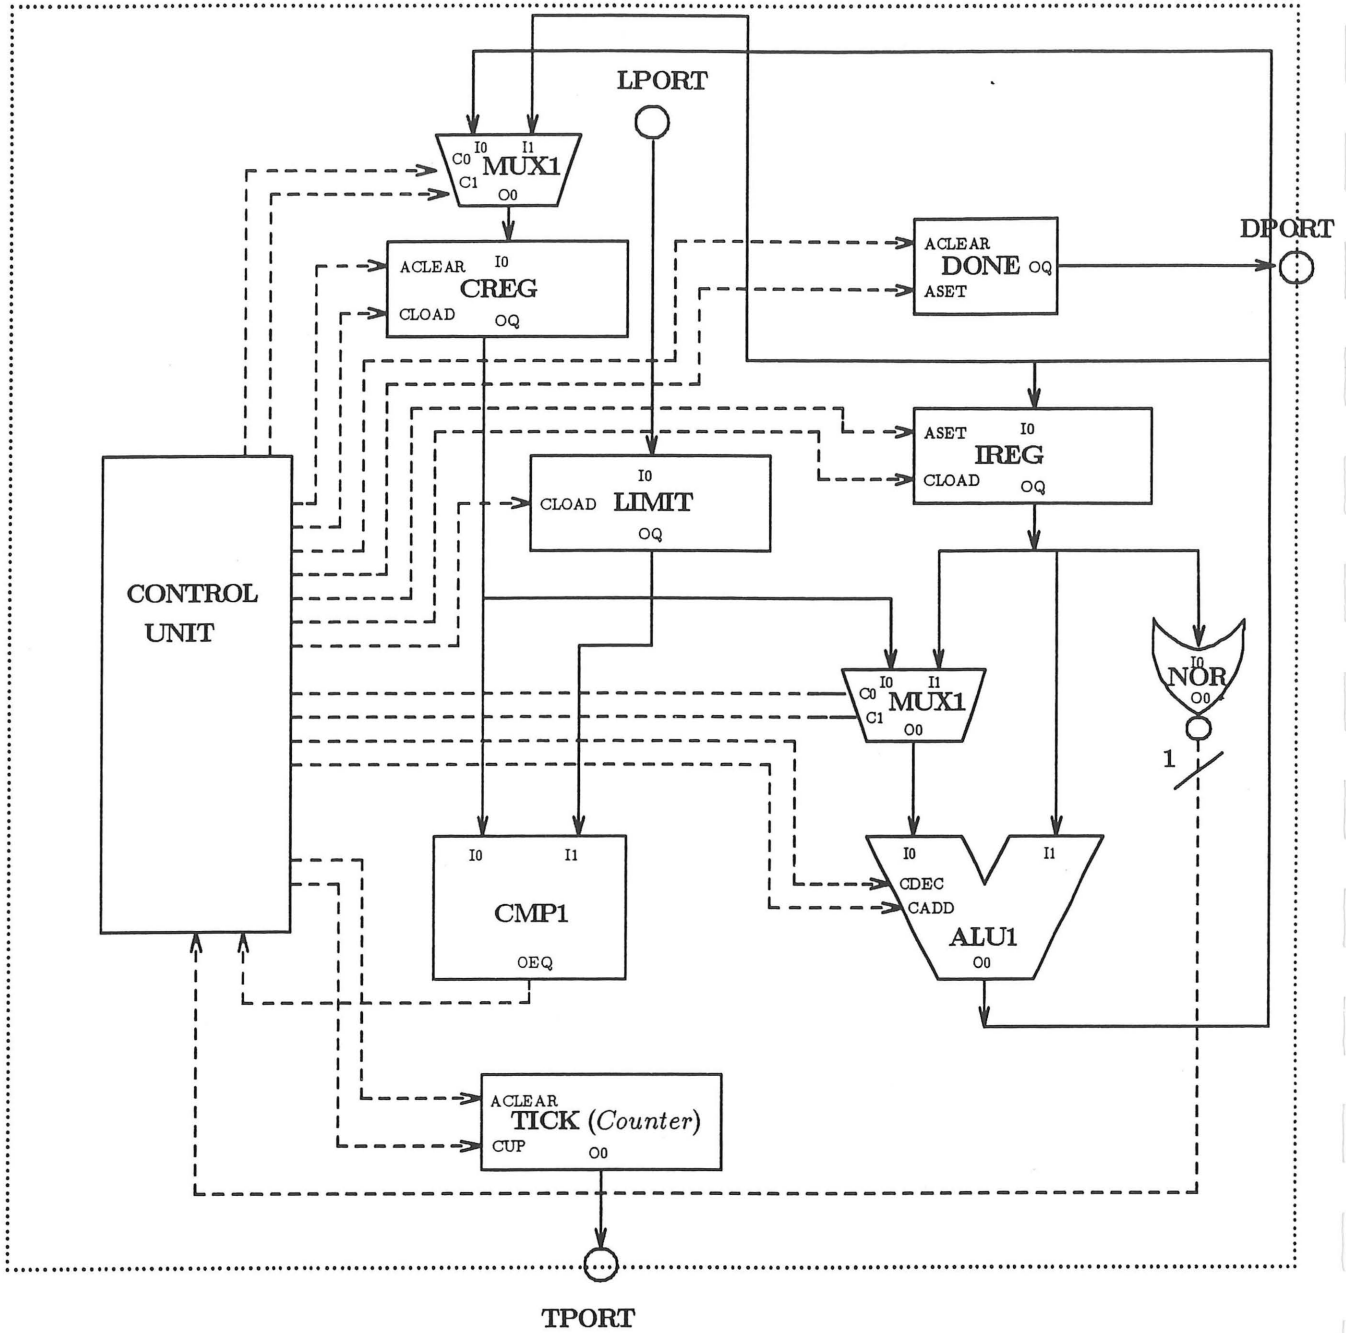 LPORT
I0 I1
C0 MUX1
C1
O0
DPORT
ACLEAR
DONE OQ
ASET
I0
ACLEAR
CREG
CLOAD OQ
I0
ASET
IREG
CLOAD OQ
I0
CLOAD LIMIT
OQ
CONTROL
UNIT
I0
NOR
O0
I0 I1
C0 MUX1
C1
O0
1
I0 I1
CMP1
OEQ
I0 I1
CDEC
CADD
ALU1
O0
ACLEAR
TICK (Counter)
CUP O0
TPORT